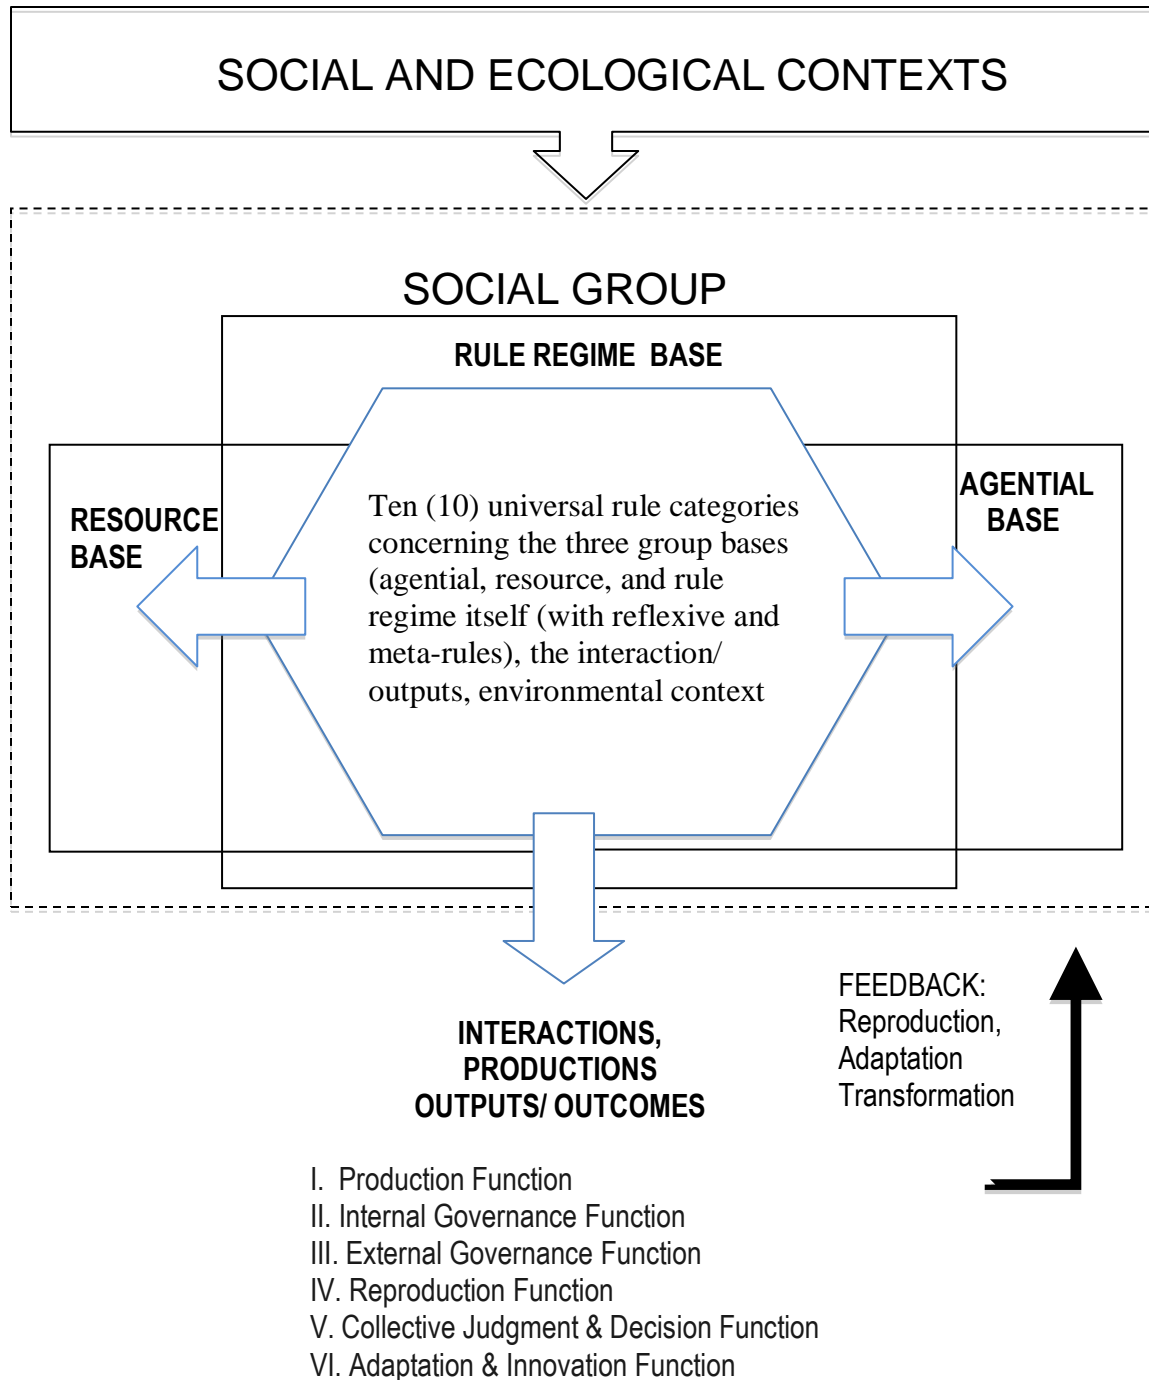 SOCIAL AND ECOLOGICAL CONTEXTS
SOCIAL GROUP
RULE REGIME BASE
RESOURCE
BASE
AGENTIAL
BASE
Ten (10) universal rule categories
concerning the three group bases
(agential, resource, and rule
regime itself (with reflexive and
meta-rules), the interaction/
outputs, environmental context
INTERACTIONS,
PRODUCTIONS
OUTPUTS/ OUTCOMES
FEEDBACK:
Reproduction,
Adaptation
Transformation
I. Production Function
II. Internal Governance Function
III. External Governance Function
IV. Reproduction Function
V. Collective Judgment & Decision Function
VI. Adaptation & Innovation Function